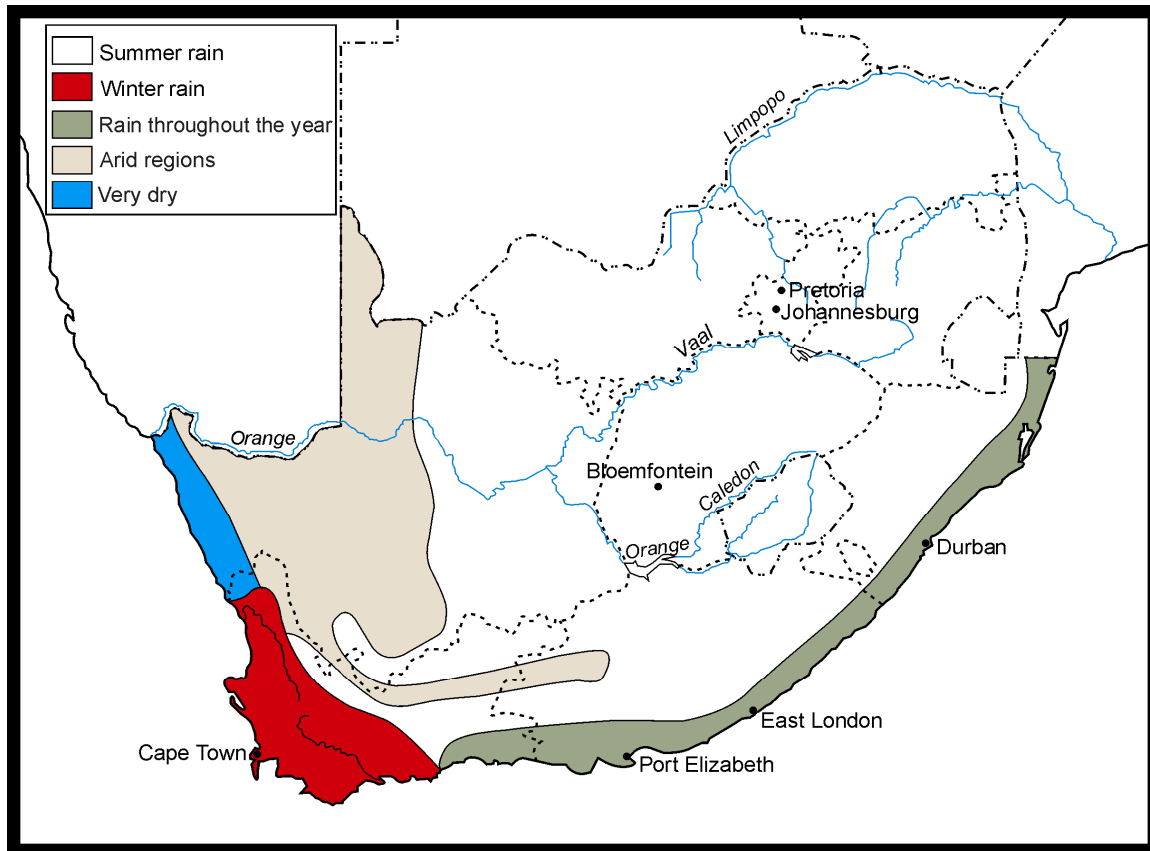 Summer rain
Winter rain
Rain throughout the year
Arid regions
Very dry
Limpopo
Pretoria
Johannesburg
Vaal
Orange
Bloemfontein
Caledon
Orange
Durban
East London
Cape Town
Port Elizabeth